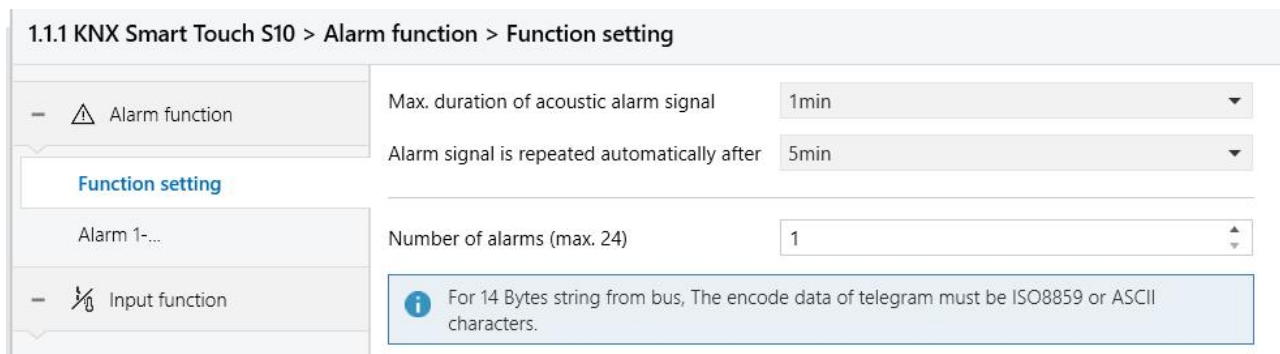 1.1.1 KNX Smart Touch S10 > Alarm function > Function setting
Alarm function
Function setting
Alarm 1-...
Input function
Max. duration of acoustic alarm signal 1min
Alarm signal is repeated automatically after 5min
Number of alarms (max. 24) 1
For 14 Bytes string from bus, The encode data of telegram must be ISO8859 or ASCII
characters.